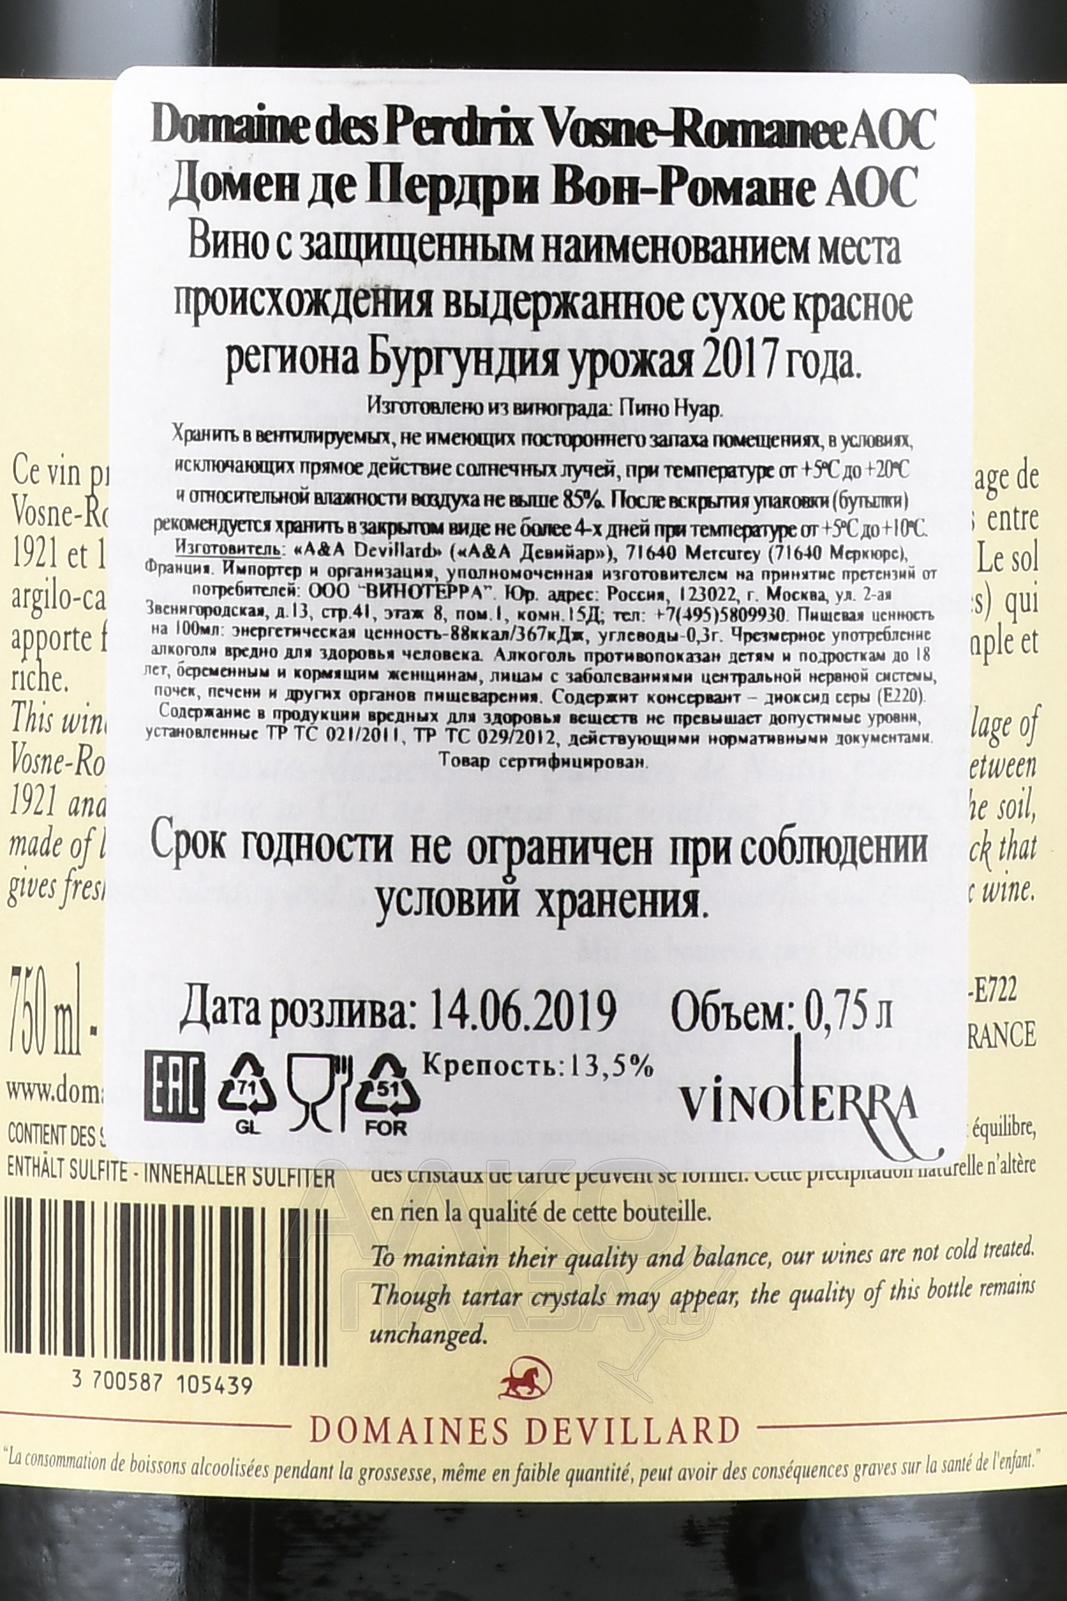 Domaine des Perdrix Vosne-Romanee AOC
Домен де Пердри Вон-Романе AOC
Вино с защищенным наименованием места
происхождения выдержанное сухое красное
региона Бургундия урожая 2017 года.
Изготовлено из винограда: Пино Нуар.
Хранить в вентилируемых, не имеющих постороннего запаха помещениях, в условиях,
исключающих прямое действие солнечных лучей, при температуре от +5°C до +20°C
и относительной влажности воздуха не выше 85%. После вскрытия упаковки (бутылки)
рекомендуется хранить в закрытом виде не более 4-х дней при температуре от +5°C до +10°C.
Изготовитель: «A&A Devillard» («A&A Девийар»), 71640 Mercurey (71640 Меркюре),
Франция. Импортер и организация, уполномоченная изготовителем на принятие претензий от
потребителей: ООО "ВИНОТЕРРА". Юр. адрес: Россия, 123022, г. Москва, ул. 2-ая
Звенигородская, д.13, стр.41, этаж 8, пом.1, комн.15Д; тел: +7(495)5809930. Пищевая ценность
на 100мл: энергетическая ценность-88ккал/367кДж, углеводы-0,3г. Чрезмерное употребление
алкоголя вредно для здоровья человека. Алкоголь противопоказан детям и подросткам до 18
лет, беременным и кормящим женщинам, лицам с заболеваниями центральной нервной системы,
почек, печени и других органов пищеварения. Содержит консервант – диоксид серы (E220).
Содержание в продукции вредных для здоровья веществ не превышает допустимые уровни,
установленные ТР ТС 021/2011, ТР ТС 029/2012, действующими нормативными документами.
Товар сертифицирован.
Срок годности не ограничен при соблюдении
условий хранения.
Дата розлива: 14.06.2019 Объем: 0,75 л
EAC 71 GL 51 FOR Крепость:13,5% VINOTERRA
Ce vin age de
Vosne-Ro entre
1921 et 1 Le sol
argilo-ca qui
apporte f mple et
riche.
This wine lage of
Vosne-Ro etween
1921 and he soil,
made of l ck that
gives fresh wine.
750 ml - -E722
RANCE
www.doma
CONTIENT DES S équilibre,
ENTHÄLT SULFITE - INNEHALLER SULFITER
des cristaux de tartre peuvent se former. Cette précipitation naturelle n'altère
en rien la qualité de cette bouteille.
To maintain their quality and balance, our wines are not cold treated.
Though tartar crystals may appear, the quality of this bottle remains
unchanged.
3 700587 105439
DOMAINES DEVILLARD
"La consommation de boissons alcoolisées pendant la grossesse, même en faible quantité, peut avoir des conséquences graves sur la santé de l'enfant."
АЛКО
ПЛАЗА.ru